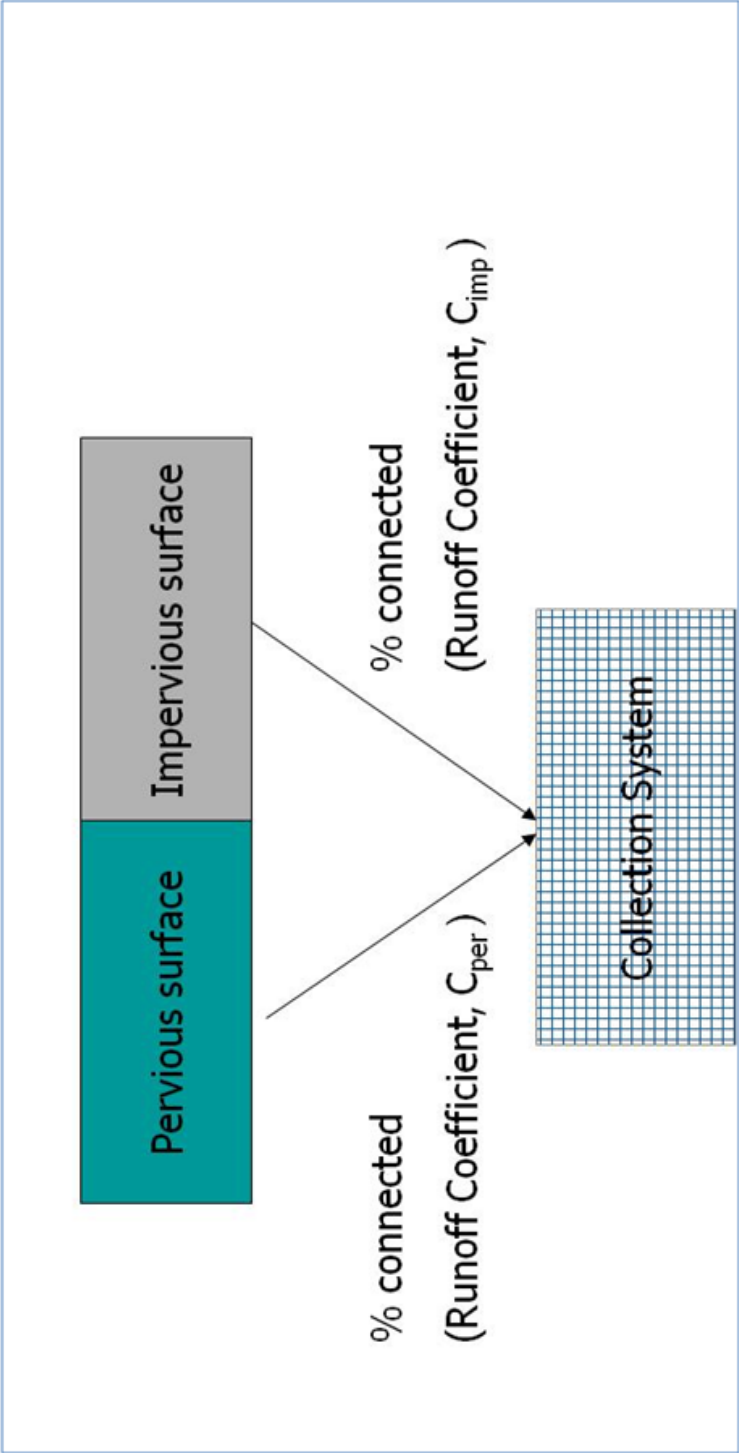 Pervious surface
Impervious surface
% connected
(Runoff Coefficient, Cper)
% connected
(Runoff Coefficient, Cimp)
Collection System